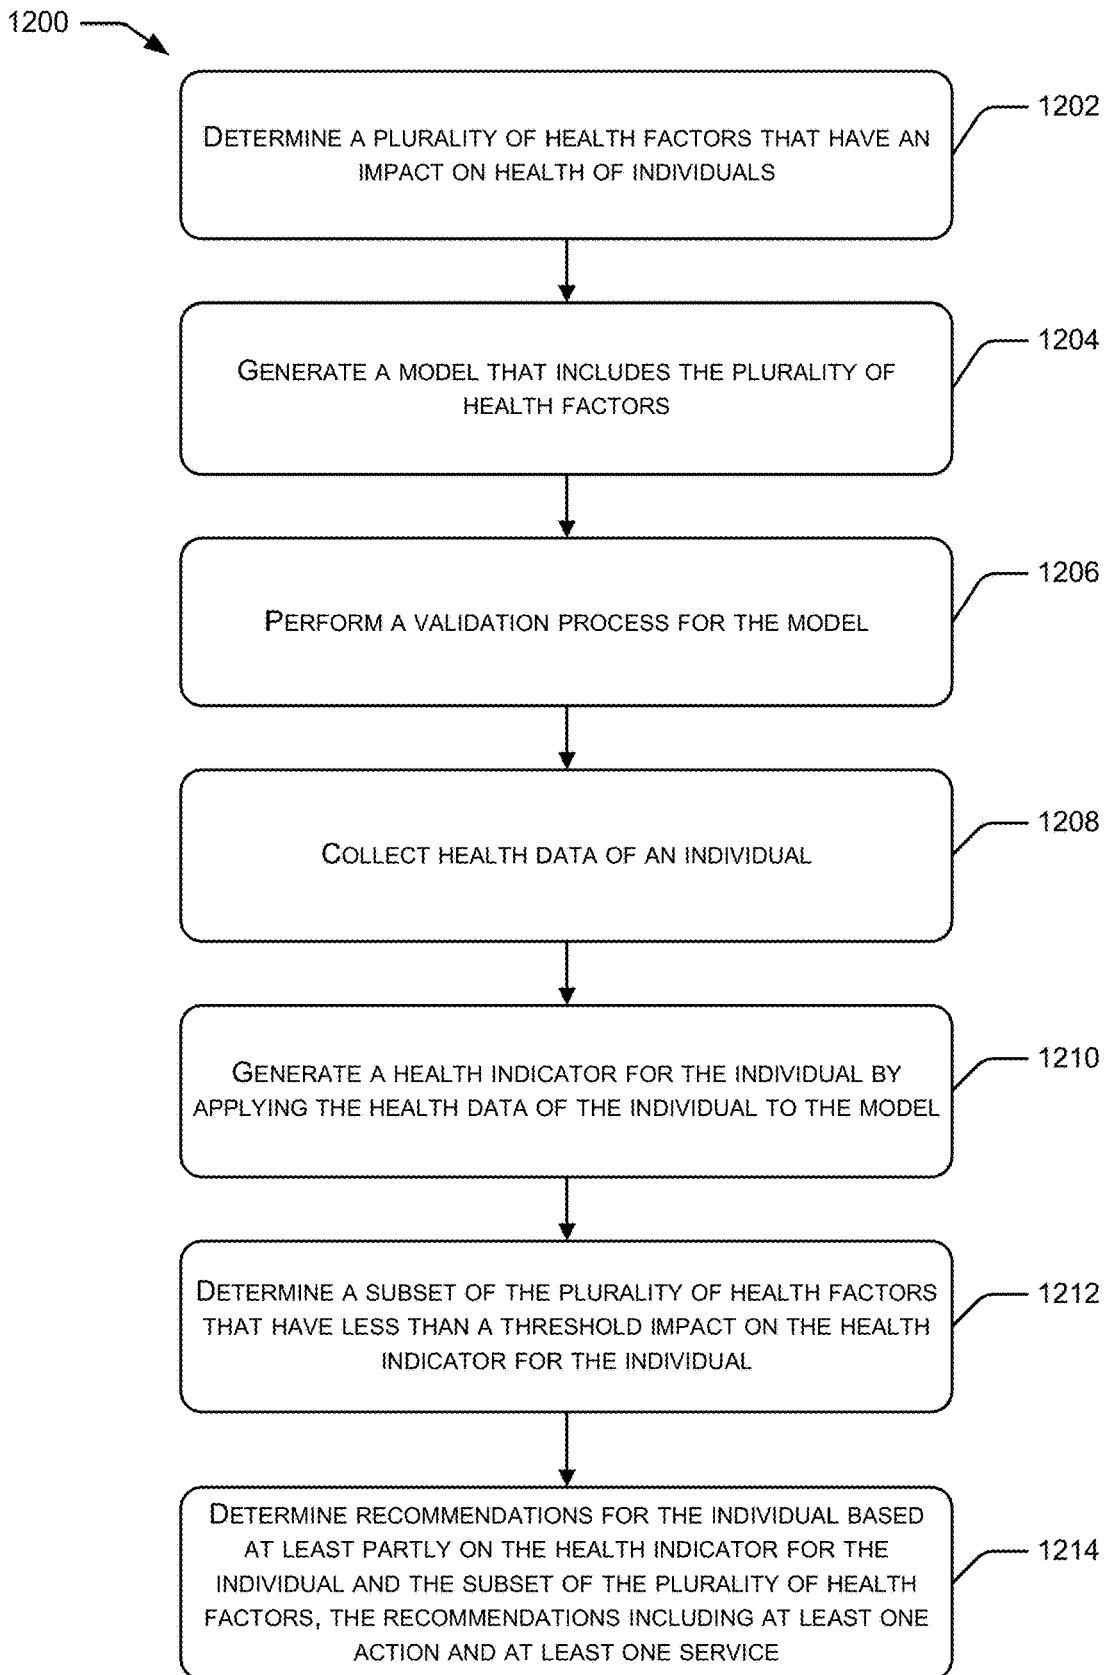 1200
DETERMINE A PLURALITY OF HEALTH FACTORS THAT HAVE AN
IMPACT ON HEALTH OF INDIVIDUALS
1202
GENERATE A MODEL THAT INCLUDES THE PLURALITY OF
HEALTH FACTORS
1204
PERFORM A VALIDATION PROCESS FOR THE MODEL
1206
COLLECT HEALTH DATA OF AN INDIVIDUAL
1208
GENERATE A HEALTH INDICATOR FOR THE INDIVIDUAL BY
APPLYING THE HEALTH DATA OF THE INDIVIDUAL TO THE MODEL
1210
DETERMINE A SUBSET OF THE PLURALITY OF HEALTH FACTORS
THAT HAVE LESS THAN A THRESHOLD IMPACT ON THE HEALTH
INDICATOR FOR THE INDIVIDUAL
1212
DETERMINE RECOMMENDATIONS FOR THE INDIVIDUAL BASED
AT LEAST PARTLY ON THE HEALTH INDICATOR FOR THE
INDIVIDUAL AND THE SUBSET OF THE PLURALITY OF HEALTH
FACTORS, THE RECOMMENDATIONS INCLUDING AT LEAST ONE
ACTION AND AT LEAST ONE SERVICE
1214